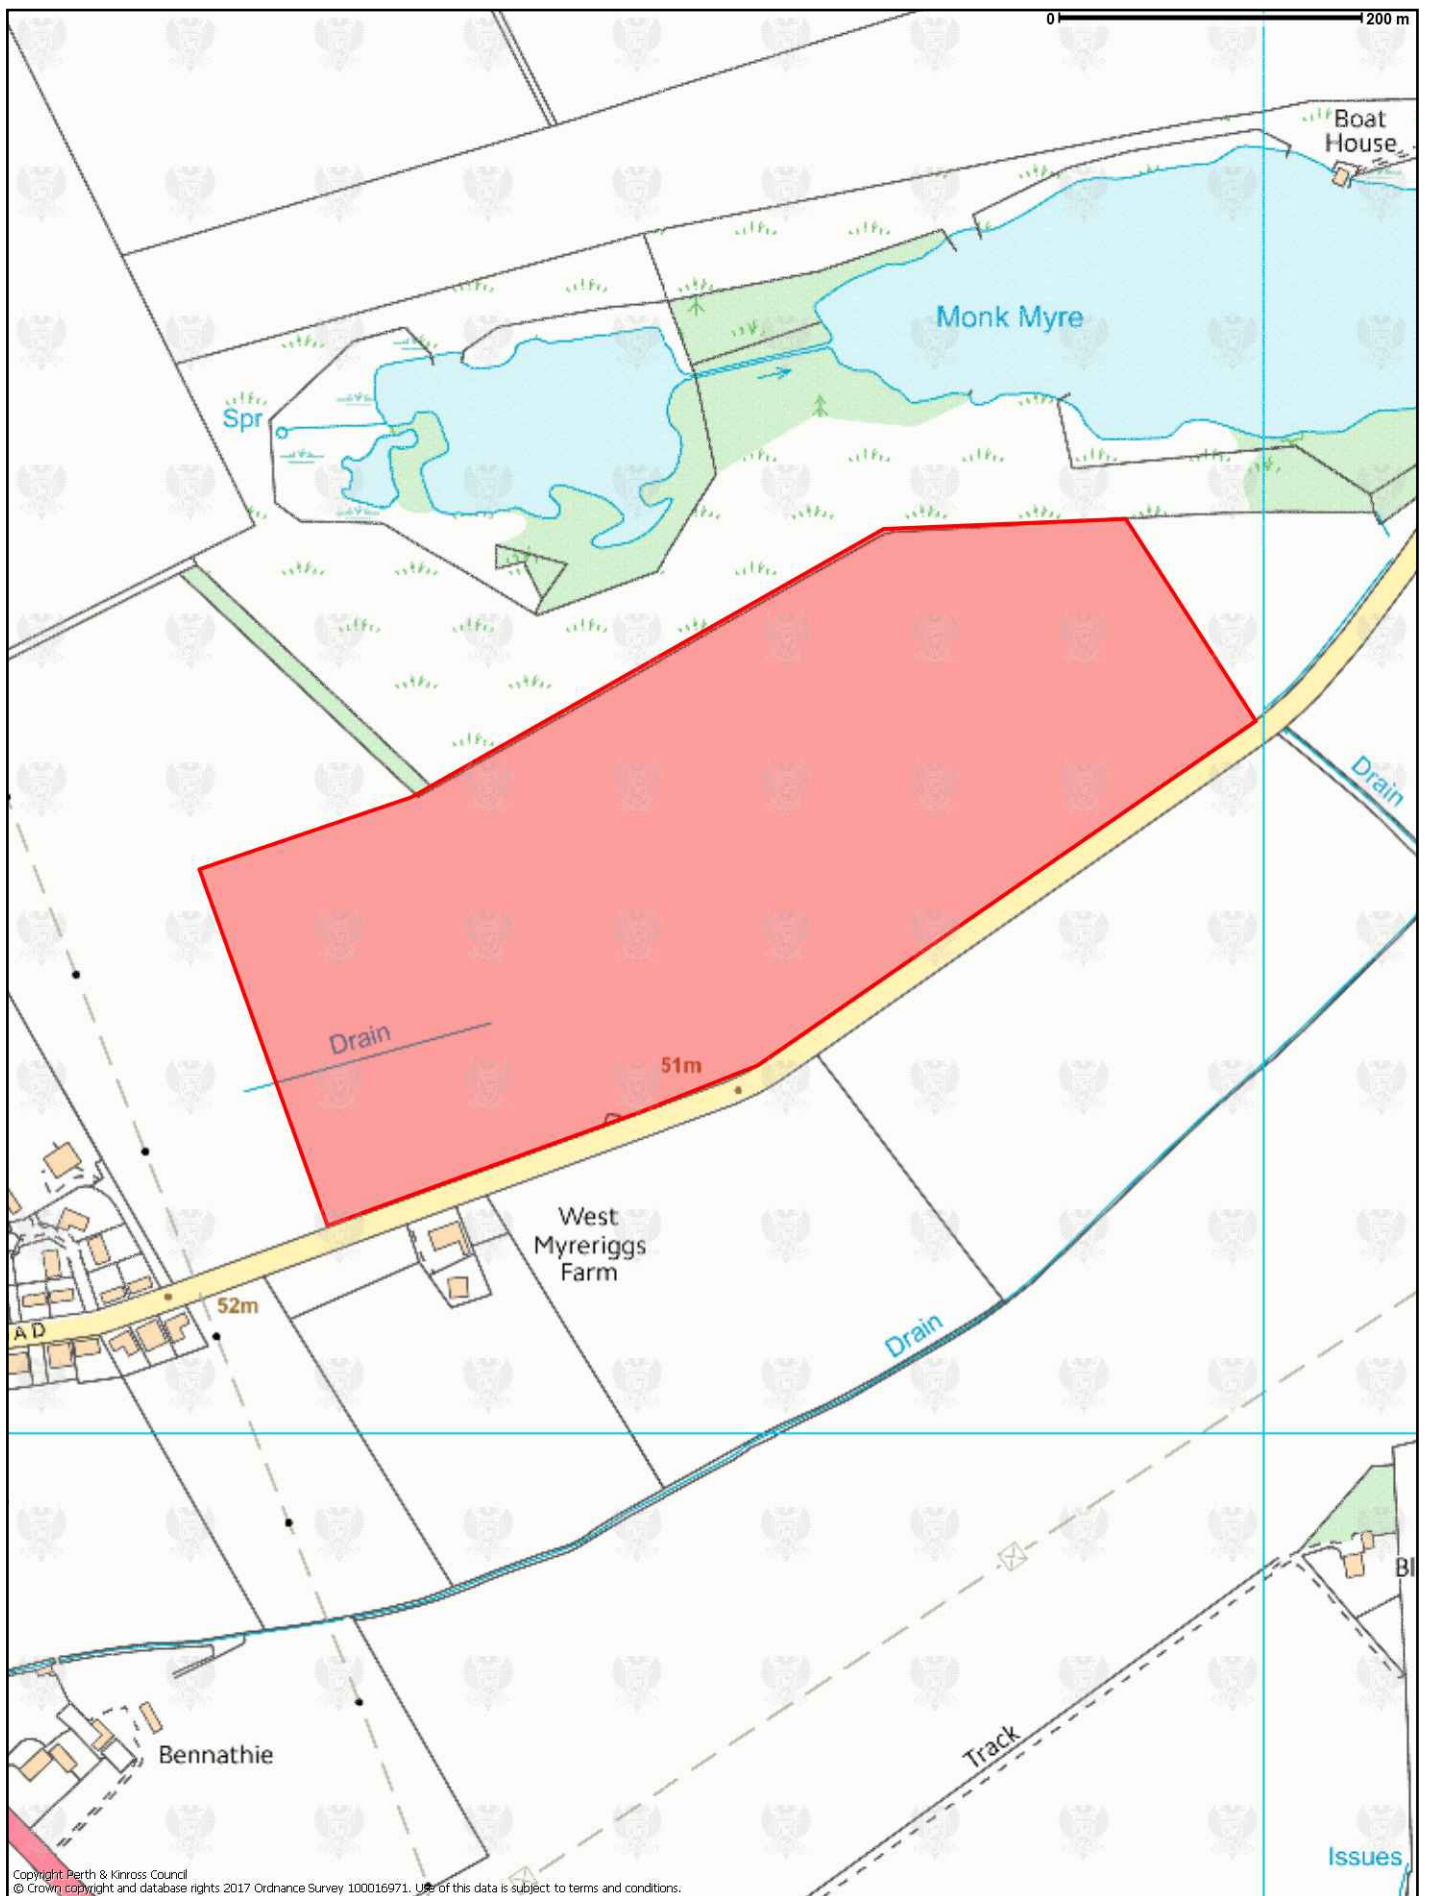 0 200 m
Boat
House
Monk Myre
Spr
Drain
Drain
51m
West
Myreriggs
Farm
52m
AD
Drain
Bl
Track
Bennathie
Issues
Copyright Perth & Kinross Council
© Crown copyright and database rights 2017 Ordnance Survey 100016971. Use of this data is subject to terms and conditions.